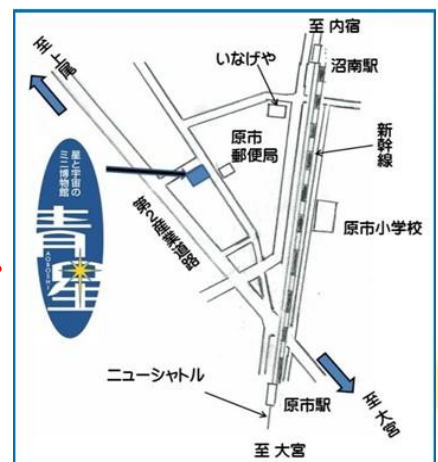 至 内宿
至 上尾
いなげや
沼南駅
新幹線
原市
郵便局
星と宇宙の
ミニ博物館
青星
AOBOSHI
第2産業道路
原市小学校
ニューシャトル
原市駅
至 大宮
至 大宮